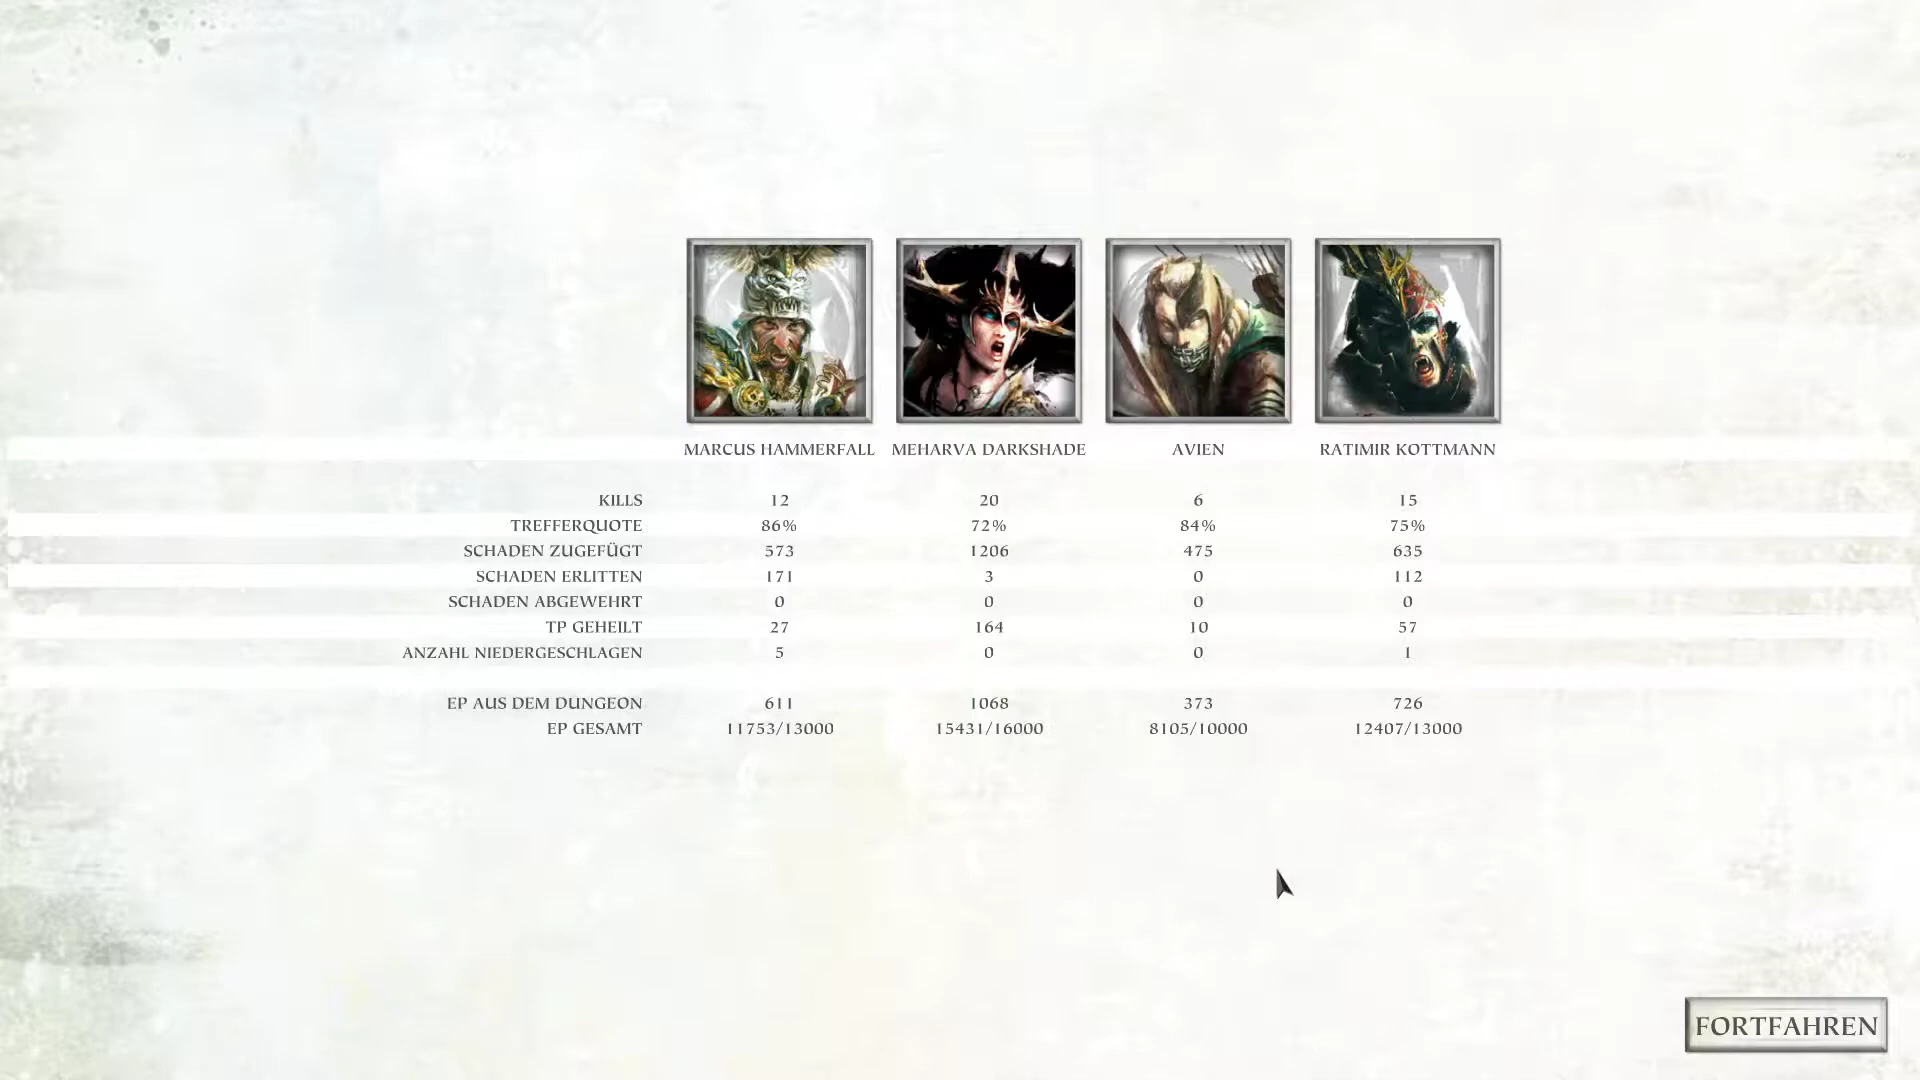 MARCUS HAMMERFALL MEHARVA DARKSHADE AVIEN RATIMIR KOTTMANN
KILLS 12 20 6 15
TREFFERQUOTE 86% 72% 84% 75%
SCHADEN ZUGEFÜGT 573 1206 475 635
SCHADEN ERLITTEN 171 3 0 112
SCHADEN ABGEWEHRT 0 0 0 0
TP GEHEILT 27 164 10 57
ANZAHL NIEDERGESCHLAGEN 5 0 0 1
EP AUS DEM DUNGEON 611 1068 373 726
EP GESAMT 11753/13000 15431/16000 8105/10000 12407/13000
FORTFAHREN